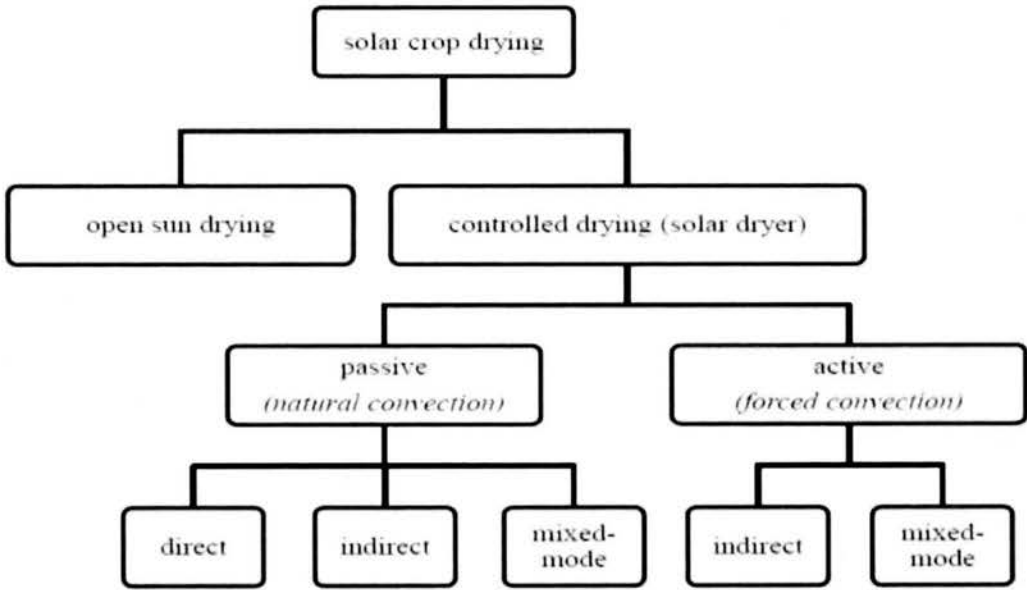 solar crop drying
open sun drying
controlled drying (solar dryer)
passive
(natural convection)
active
(forced convection)
direct
indirect
mixed-
mode
indirect
mixed-
mode